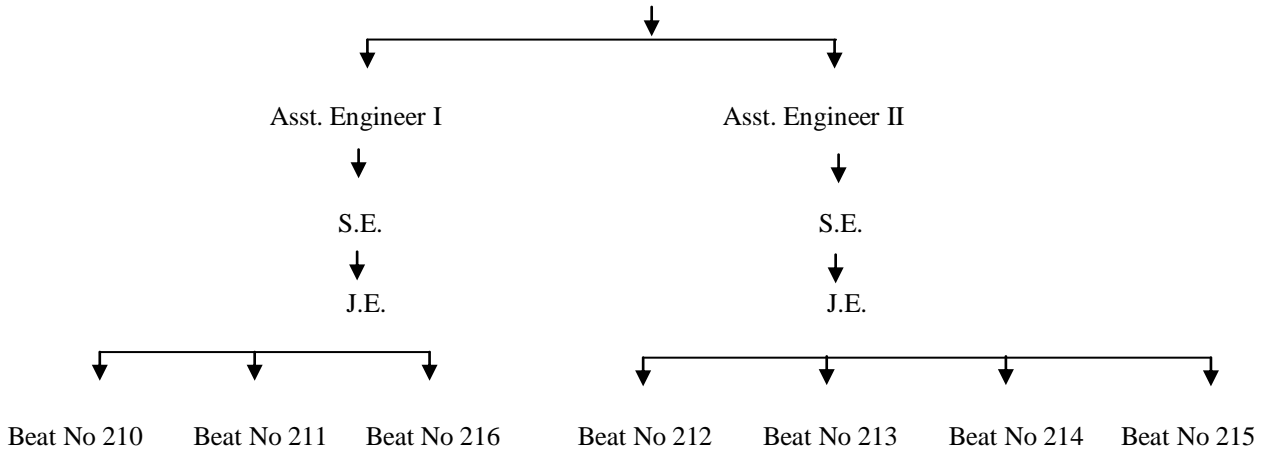 Asst. Engineer I Asst. Engineer II
S.E. S.E.
J.E. J.E.
Beat No 210 Beat No 211 Beat No 216 Beat No 212 Beat No 213 Beat No 214 Beat No 215